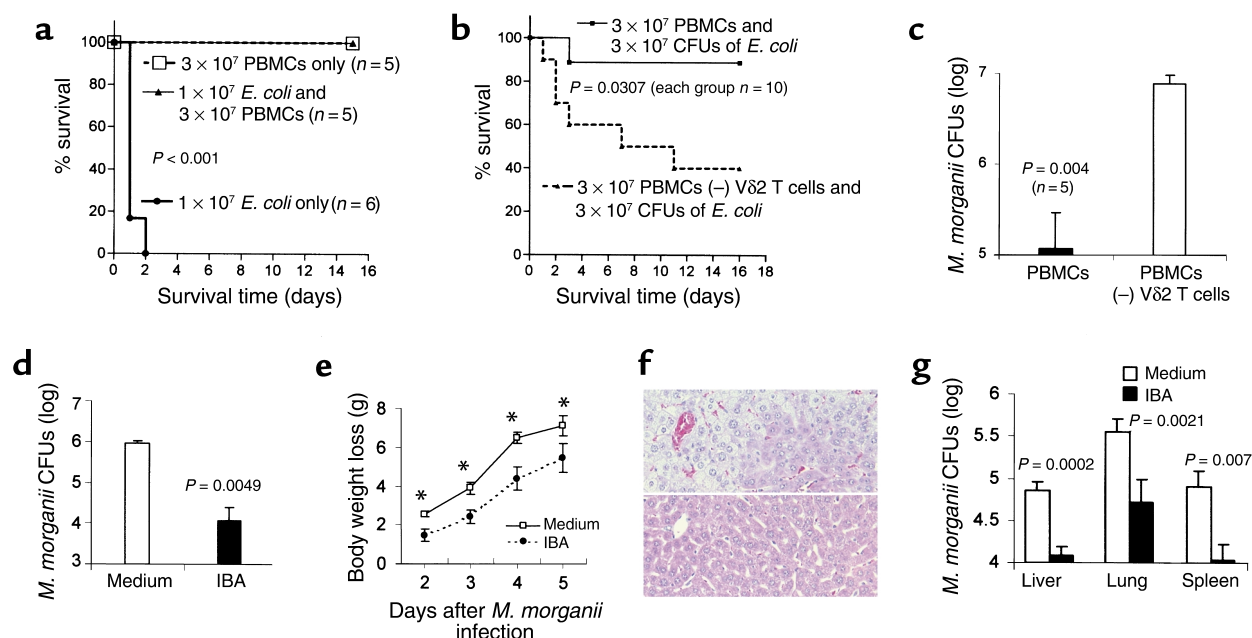 a
% survival
100
80
60
40
20
0
3 × 10⁷ PBMCs only (n = 5)
1 × 10⁷ E. coli and
3 × 10⁷ PBMCs (n = 5)
P < 0.001
1 × 10⁷ E. coli only (n = 6)
0 2 4 6 8 10 12 14 16
Survival time (days)
b
% survival
100
80
60
40
20
0
3 × 10⁷ PBMCs and
3 × 10⁷ CFUs of E. coli
P = 0.0307 (each group n = 10)
3 × 10⁷ PBMCs (–) Vδ2 T cells and
3 × 10⁷ CFUs of E. coli
0 2 4 6 8 10 12 14 16 18
Survival time (days)
c
M. morganii CFUs (log)
7
6
5
P = 0.004
(n = 5)
PBMCs
PBMCs
(–) Vδ2 T cells
d
M. morganii CFUs (log)
7
6
5
4
3
P = 0.0049
Medium IBA
e
Body weight loss (g)
8
6
4
2
0
* * * *
Medium
IBA
2 3 4 5
Days after M. morganii
infection
f
g
M. morganii CFUs (log)
6
5.5
5
4.5
4
Medium
IBA
P = 0.0002
P = 0.0021
P = 0.007
Liver Lung Spleen